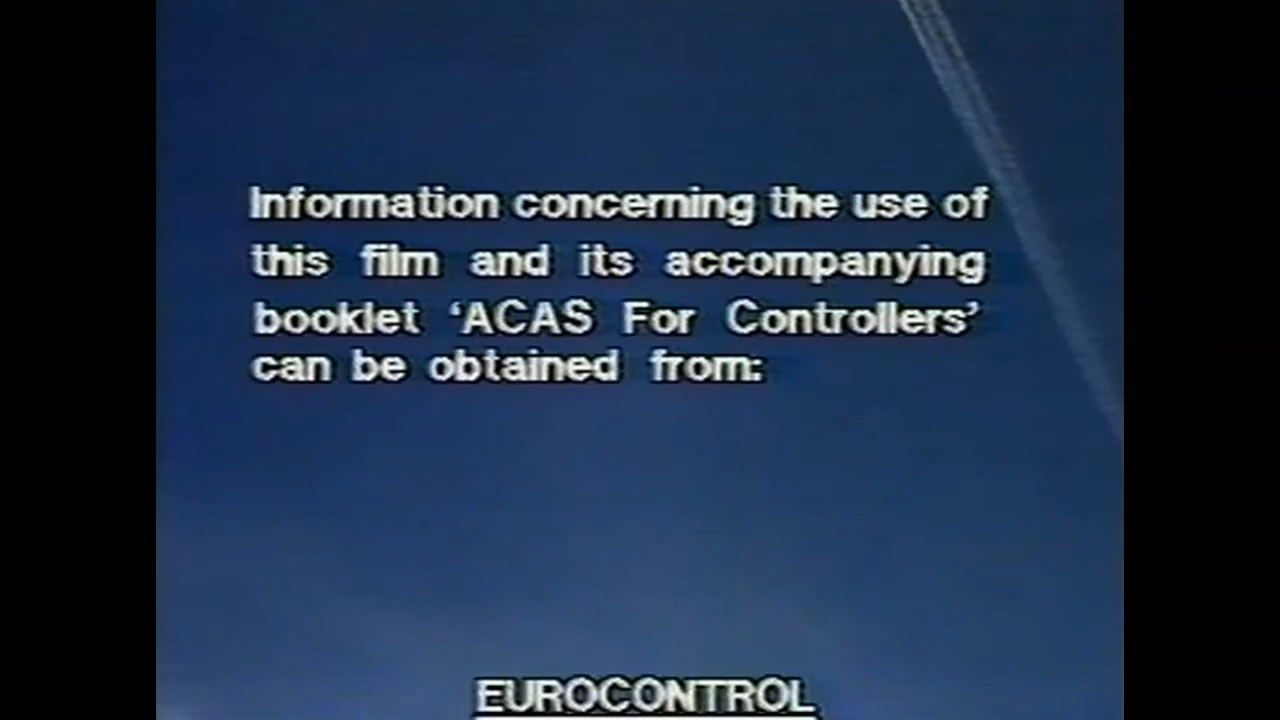 Information concerning the use of
this film and its accompanying
booklet ‘ACAS For Controllers’
can be obtained from:
EUROCONTROL